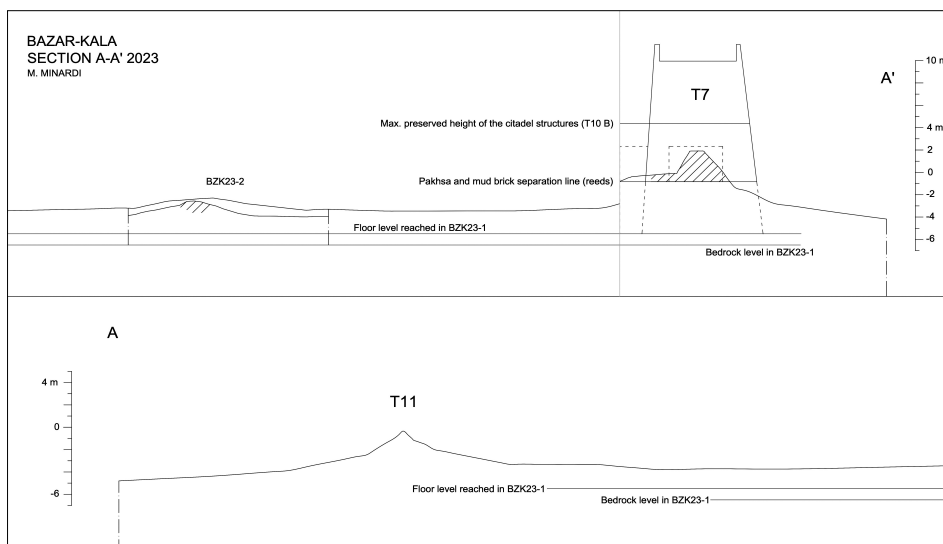 BAZAR-KALA
SECTION A-A' 2023
M. MINARDI
T7
A'
10 m
4 m
2
0
-2
-4
-6
Max. preserved height of the citadel structures (T10 B)
Pakhsa and mud brick separation line (reeds)
BZK23-2
Floor level reached in BZK23-1
Bedrock level in BZK23-1
A
4 m
0
-6
T11
Floor level reached in BZK23-1
Bedrock level in BZK23-1